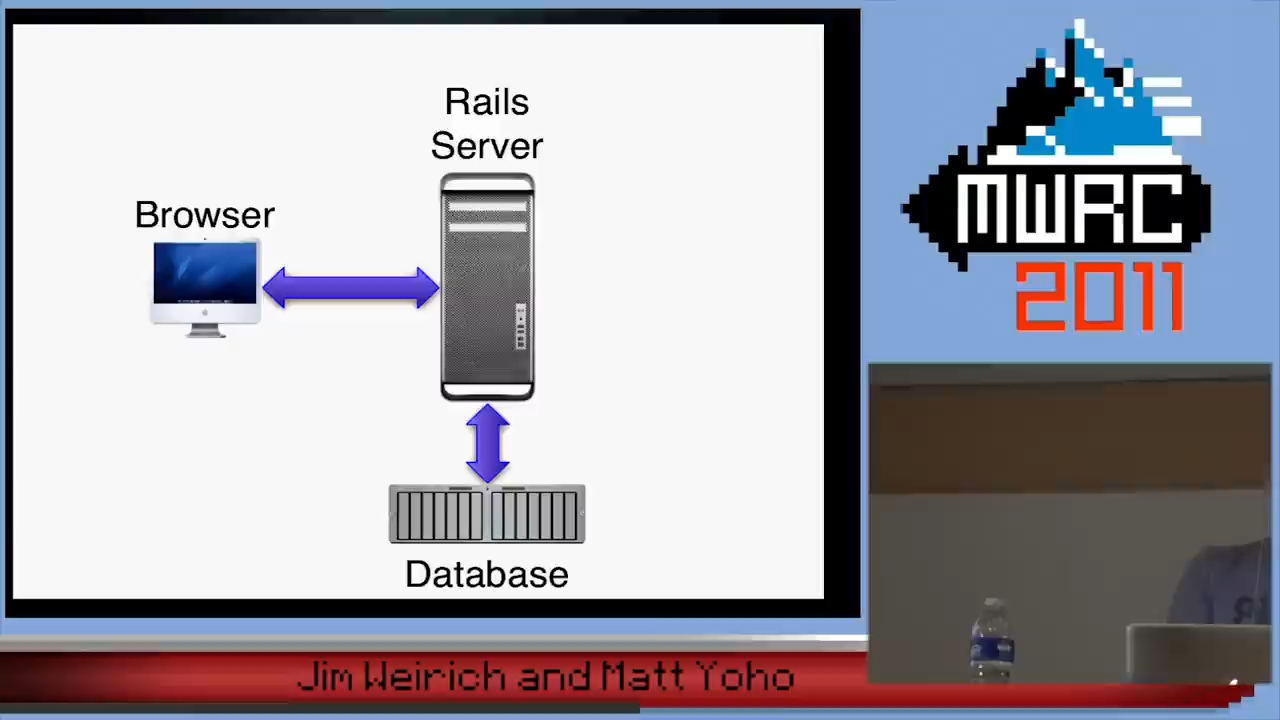 Rails
Server
Browser
Database
MWRC
2011
Jim Weirich and Matt Yoho